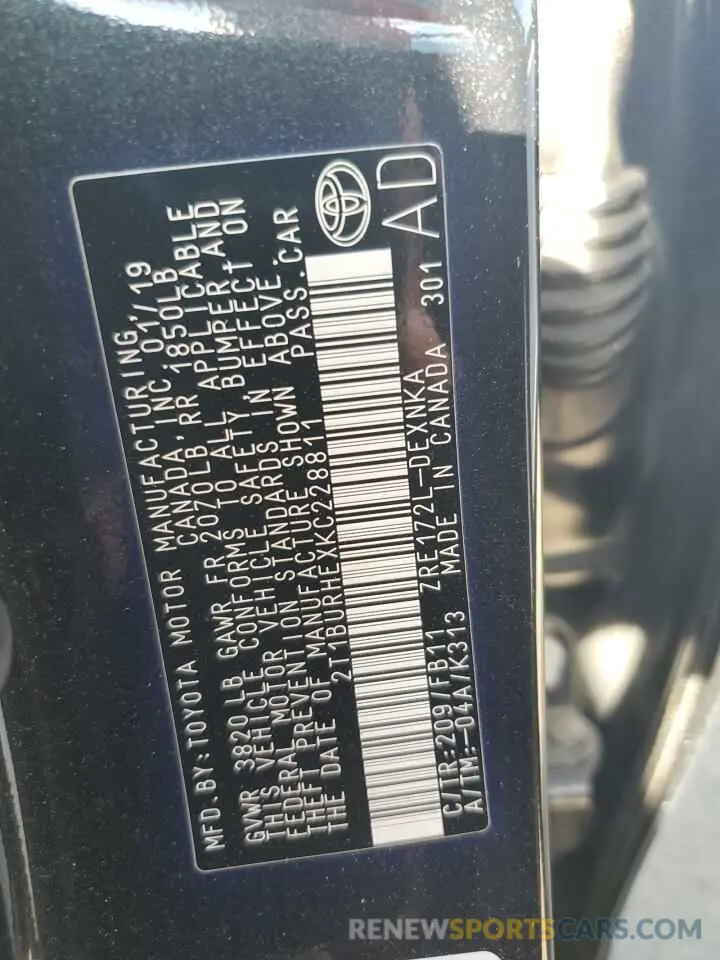 MFD.BY:TOYOTA MOTOR MANUFACTURING,
CANADA,INC. 01/19
GVWR 3820LB GAWR FR 2070LB RR 1850LB
THIS VEHICLE CONFORMS TO ALL APPLICABLE
FEDERAL MOTOR VEHICLE SAFETY, BUMPER, AND
THEFT PREVENTION STANDARDS IN EFFECT ON
THE DATE OF MANUFACTURE SHOWN ABOVE.
2T1BURHEXKC228811 PASS.CAR
C/TR:209/FB11 ZRE172L-DEXNKA 301 AD
A/TM:-04A/K313 MADE IN CANADA
RENEWSPORTSCARS.COM